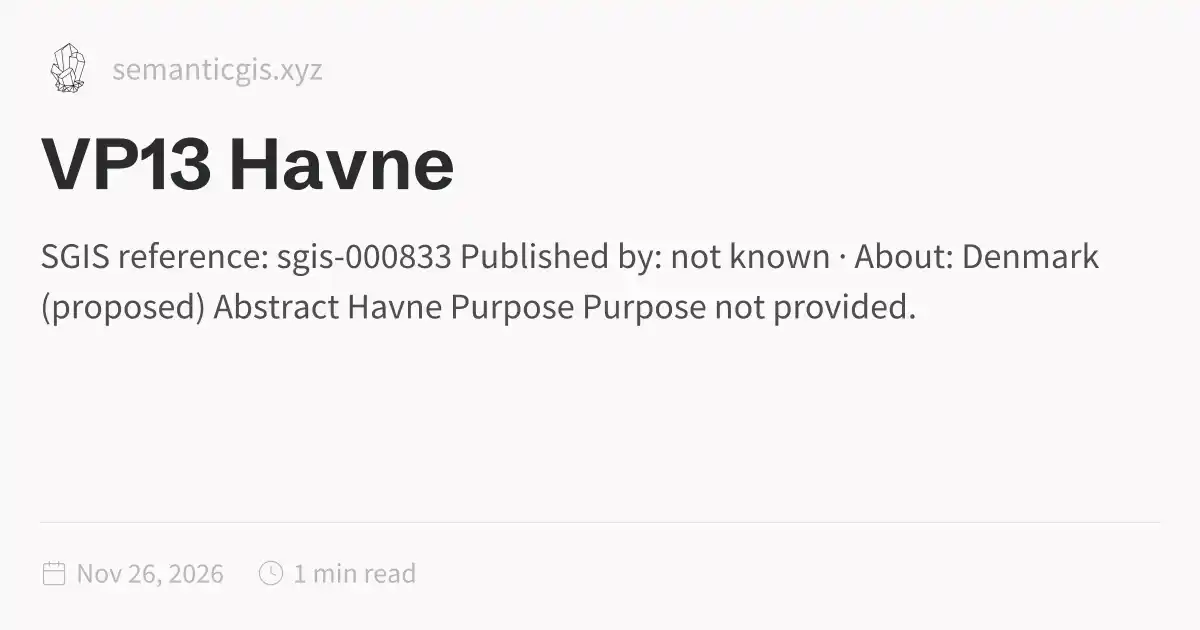 semanticgis.xyz
VP13 Havne
SGIS reference: sgis-000833 Published by: not known · About: Denmark
(proposed) Abstract Havne Purpose Purpose not provided.
Nov 26, 2026 1 min read